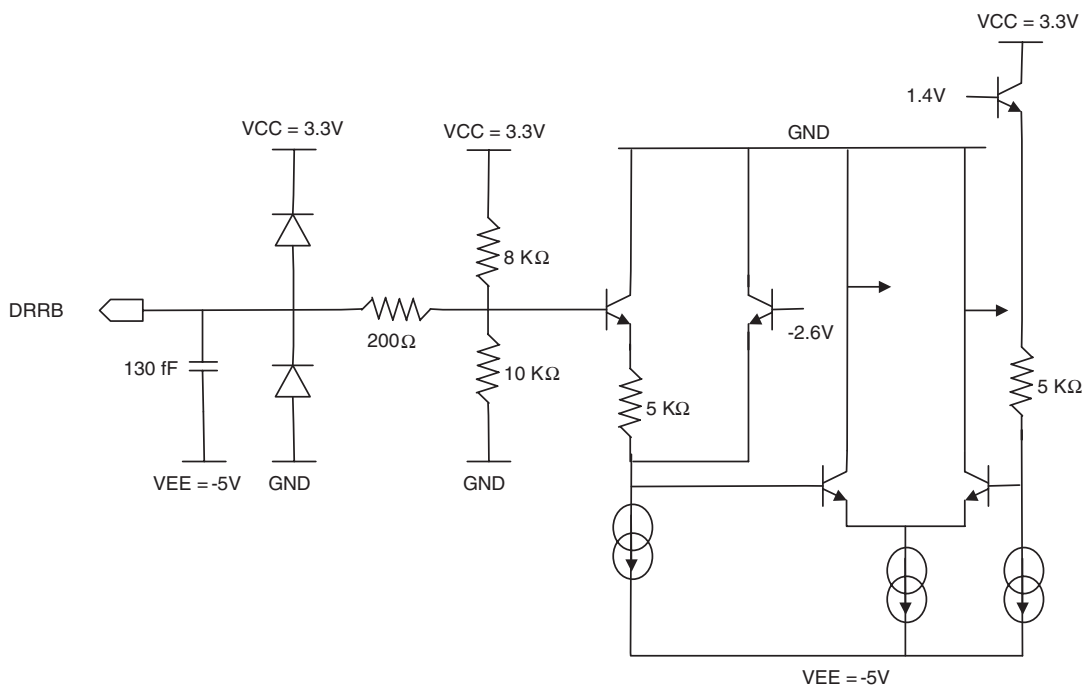 VCC = 3.3V
1.4V
VCC = 3.3V
VCC = 3.3V
GND
8 KΩ
DRRB
200Ω
-2.6V
130 fF
10 KΩ
5 KΩ
5 KΩ
VEE = -5V
GND
GND
VEE = -5V